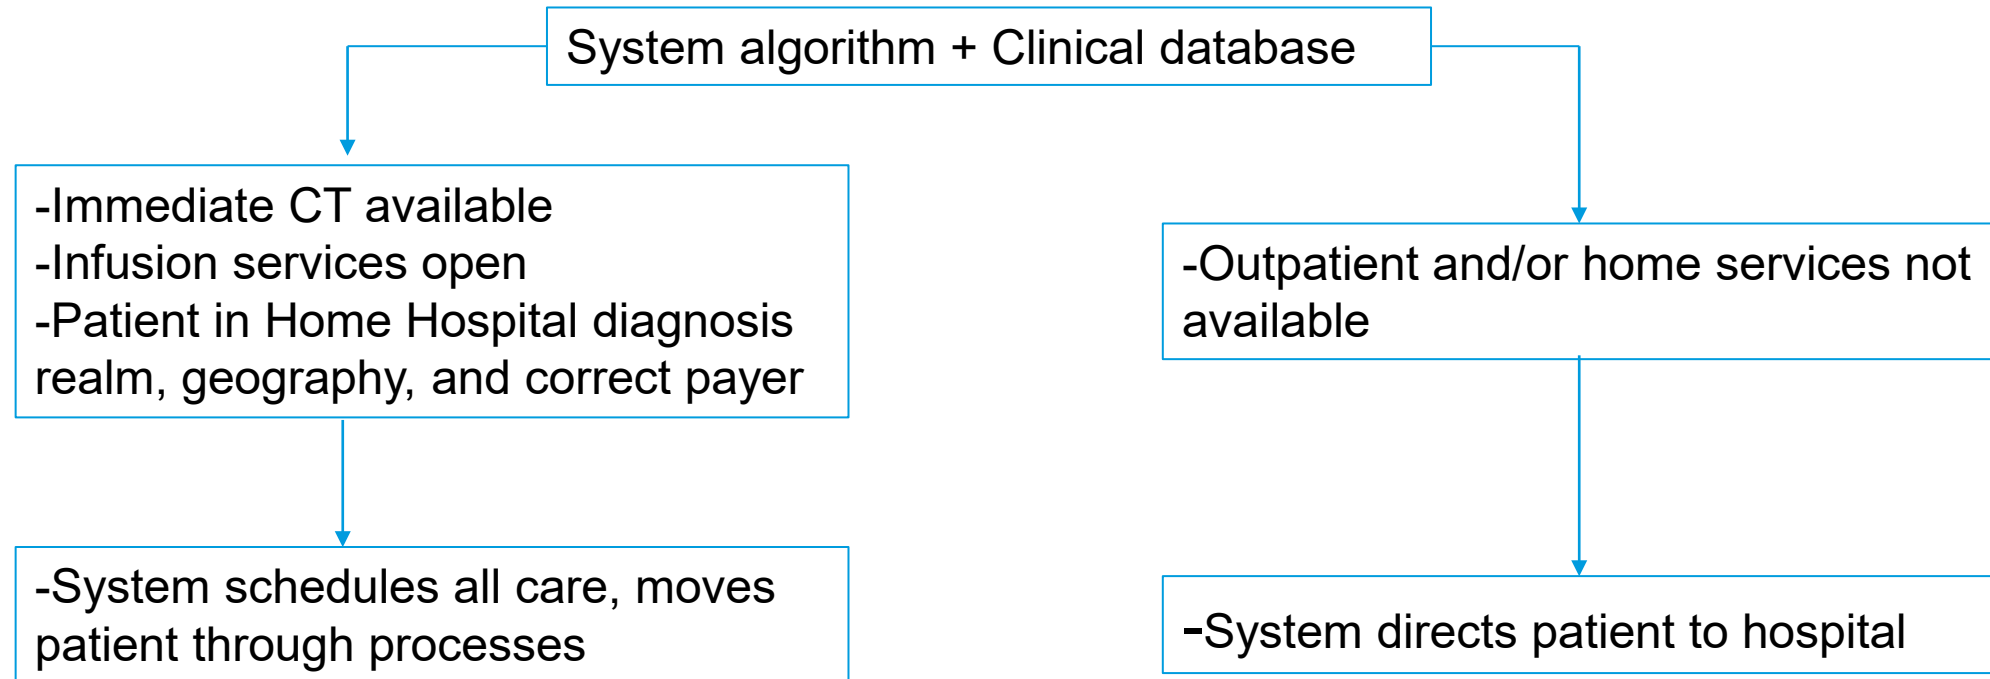 System algorithm + Clinical database
-Immediate CT available
-Infusion services open
-Patient in Home Hospital diagnosis
realm, geography, and correct payer
-Outpatient and/or home services not
available
-System schedules all care, moves
patient through processes
-System directs patient to hospital